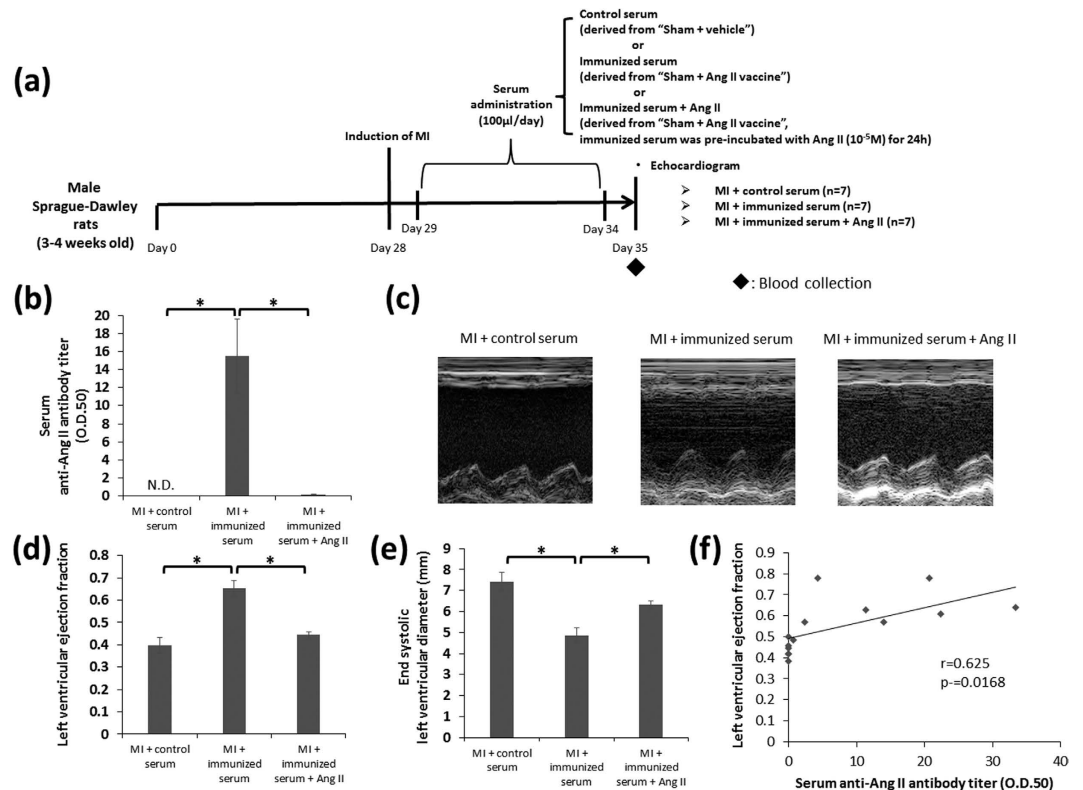 (a)
Control serum
(derived from “Sham + vehicle”)
or
Immunized serum
(derived from “Sham + Ang II vaccine”)
or
Immunized serum + Ang II
(derived from “Sham + Ang II vaccine”,
immunized serum was pre-incubated with Ang II (10-5M) for 24h)
Serum
administration
(100μl/day)
Induction of MI
• Echocardiogram
➢ MI + control serum (n=7)
➢ MI + immunized serum (n=7)
➢ MI + immunized serum + Ang II (n=7)
Male
Sprague-Dawley
rats
(3-4 weeks old)
Day 0
Day 28
Day 29
Day 34
Day 35
◆: Blood collection
(b)
Serum
anti-Ang II antibody titer
(O.D.50)
20
18
16
14
12
10
8
6
4
2
0
*
*
N.D.
MI + control
serum
MI +
immunized
serum
MI +
immunized
serum + Ang II
(c)
MI + control serum
MI + immunized serum
MI + immunized serum + Ang II
(d)
Left ventricular ejection fraction
0.8
0.7
0.6
0.5
0.4
0.3
0.2
0.1
0
*
*
MI + control
serum
MI +
immunized
serum
MI +
immunized
serum + Ang II
(e)
End systolic
left ventricular diameter (mm)
9
8
7
6
5
4
3
2
1
0
*
*
MI + control
serum
MI +
immunized
serum
MI +
immunized
serum + Ang II
(f)
Left ventricular ejection fraction
0.9
0.8
0.7
0.6
0.5
0.4
0.3
0.2
0.1
0
r=0.625
p-=0.0168
0
10
20
30
40
Serum anti-Ang II antibody titer (O.D.50)